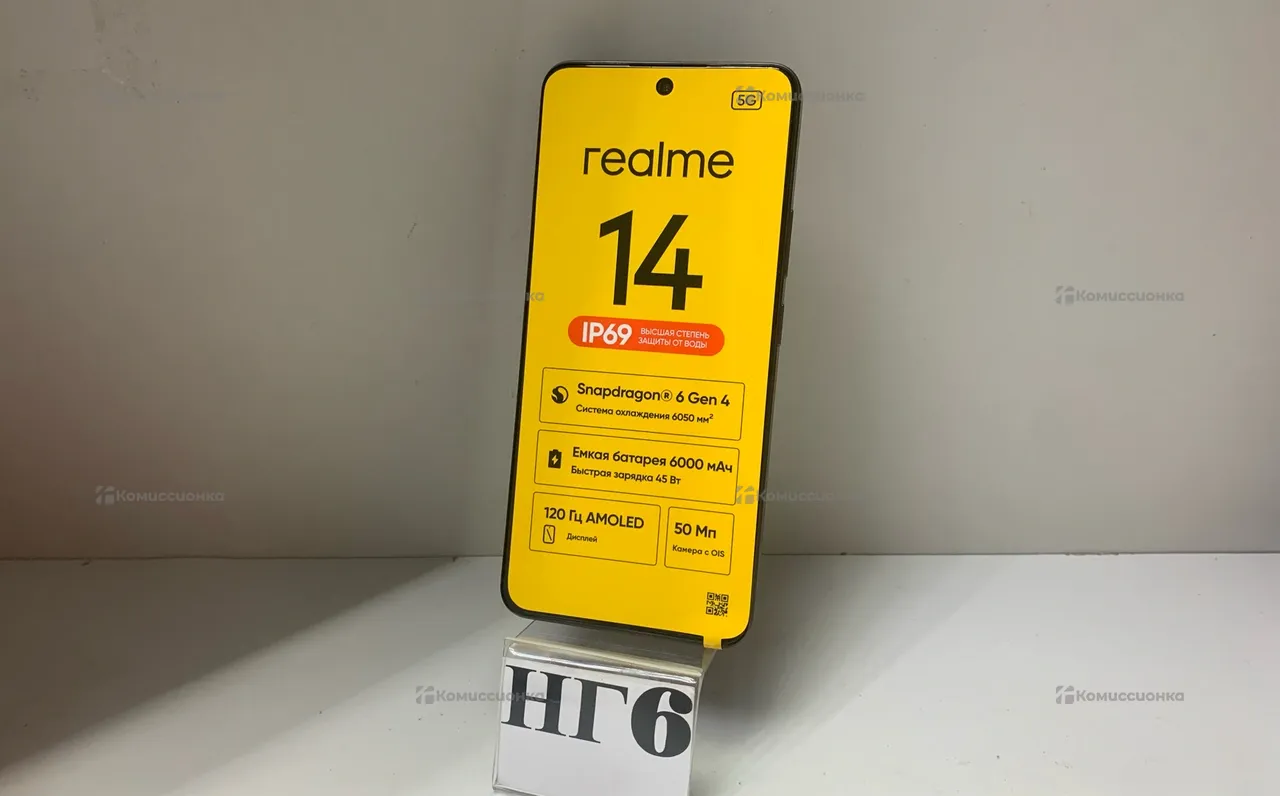 5G
realme
14
IP69 ВЫСШАЯ СТЕПЕНЬ
ЗАЩИТЫ ОТ ВОДЫ
Snapdragon® 6 Gen 4
Система охлаждения 6050 мм²
Емкая батарея 6000 мАч
Быстрая зарядка 45 Вт
120 Гц AMOLED
Дисплей
50 Мп
Камера с OIS
НГ6
Комиссионка
Комиссионка
Комиссионка
Комиссионка
Комиссионка
Комиссионка